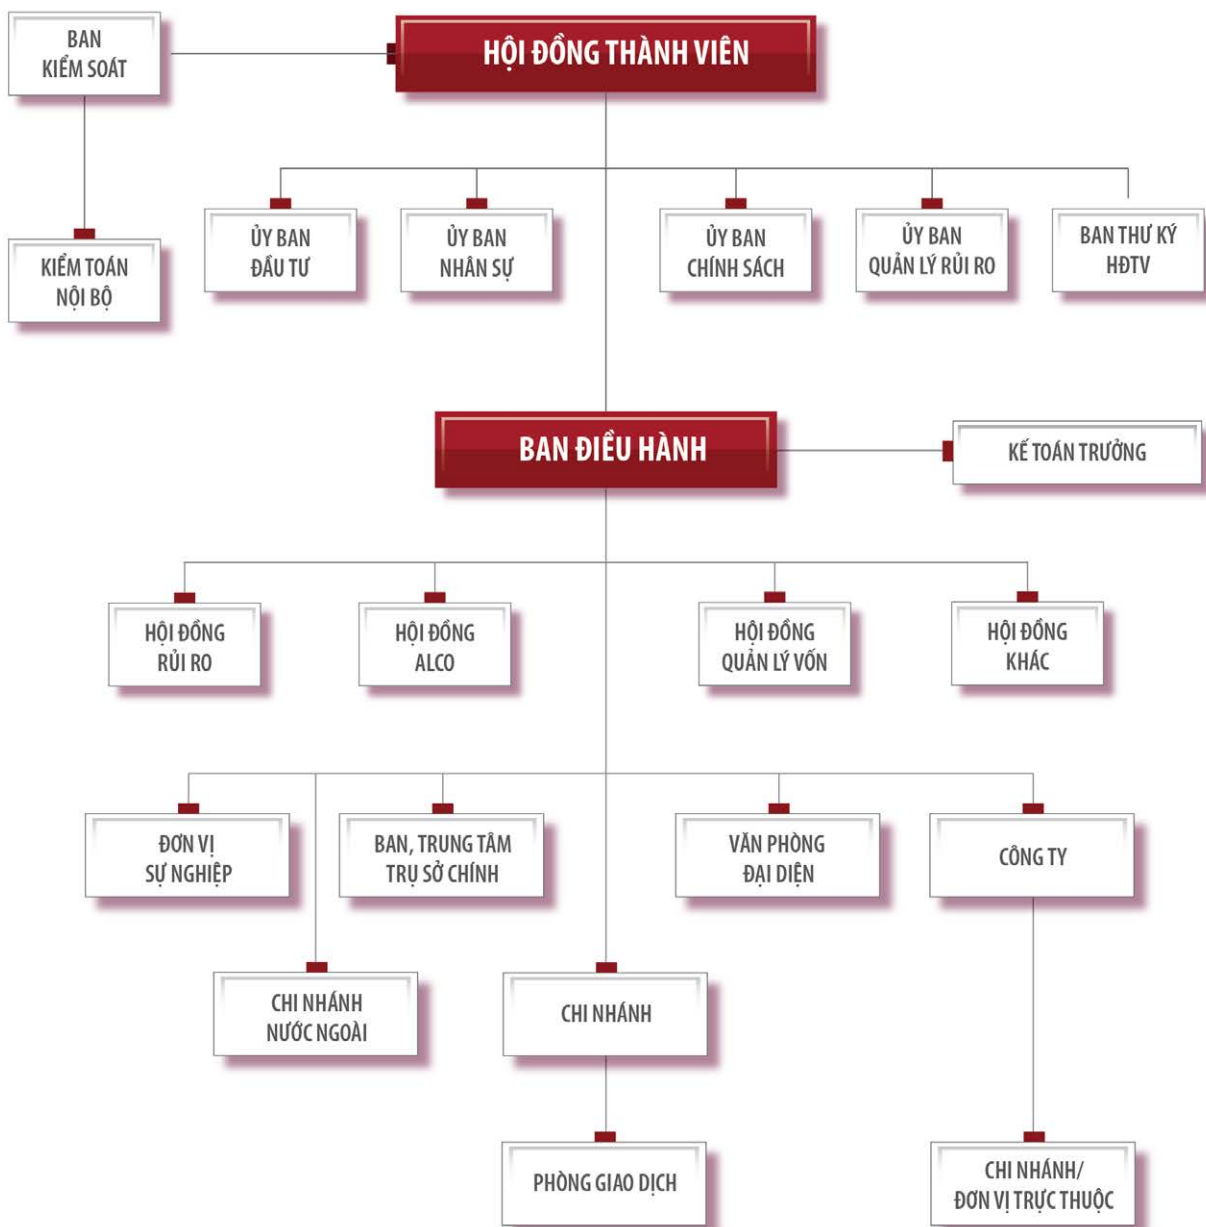 BAN
KIỂM SOÁT
HỘI ĐỒNG THÀNH VIÊN
KIỂM TOÁN
NỘI BỘ
ỦY BAN
ĐẦU TƯ
ỦY BAN
NHÂN SỰ
ỦY BAN
CHÍNH SÁCH
ỦY BAN
QUẢN LÝ RỦI RO
BAN THƯ KÝ
HĐTV
BAN ĐIỀU HÀNH
KẾ TOÁN TRƯỞNG
HỘI ĐỒNG
RỦI RO
HỘI ĐỒNG
ALCO
HỘI ĐỒNG
QUẢN LÝ VỐN
HỘI ĐỒNG
KHÁC
ĐƠN VỊ
SỰ NGHIỆP
BAN, TRUNG TÂM
TRỤ SỞ CHÍNH
VĂN PHÒNG
ĐẠI DIỆN
CÔNG TY
CHI NHÁNH
NƯỚC NGOÀI
CHI NHÁNH
PHÒNG GIAO DỊCH
CHI NHÁNH/
ĐƠN VỊ TRỰC THUỘC